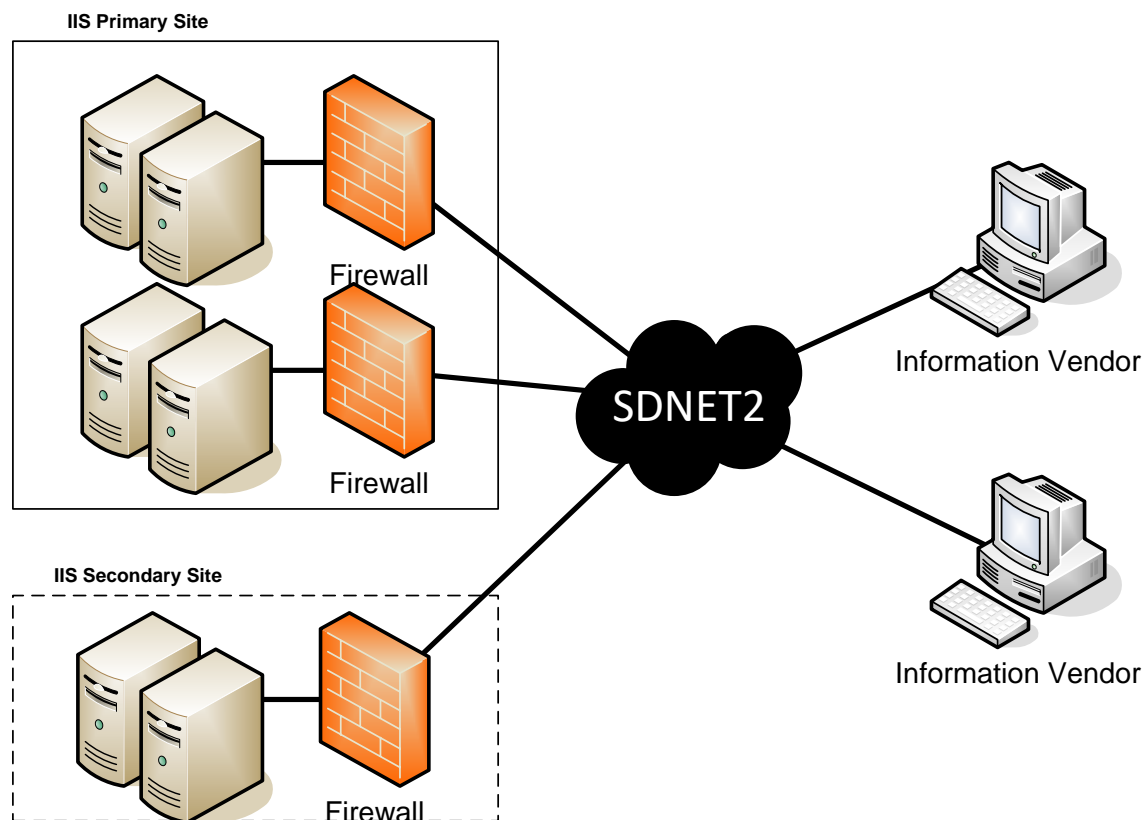 IIS Primary Site
Firewall
Firewall
SDNET2
Information Vendor
Information Vendor
IIS Secondary Site
Firewall